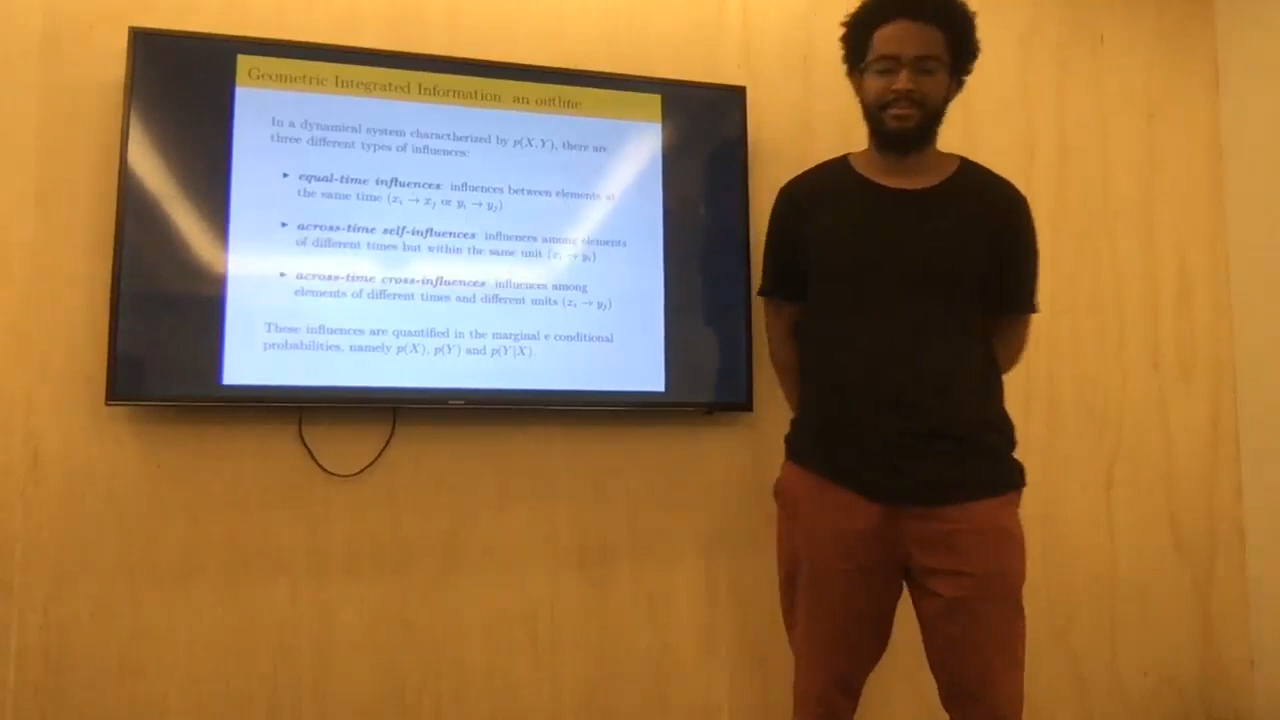 Geometric Integrated Information, an outline
In a dynamical system charactherized by p(X, Y), there are
three different types of influences:
▸ equal-time influences: influences between elements at
the same time (xᵢ → xⱼ or yᵢ → yⱼ)
▸ across-time self-influences: influences among elements
of different times but within the same unit (xᵢ → yᵢ)
▸ across-time cross-influences: influences among
elements of different times and different units (xᵢ → yⱼ)
These influences are quantified in the marginal e conditional
probabilities, namely p(X), p(Y) and p(Y|X).